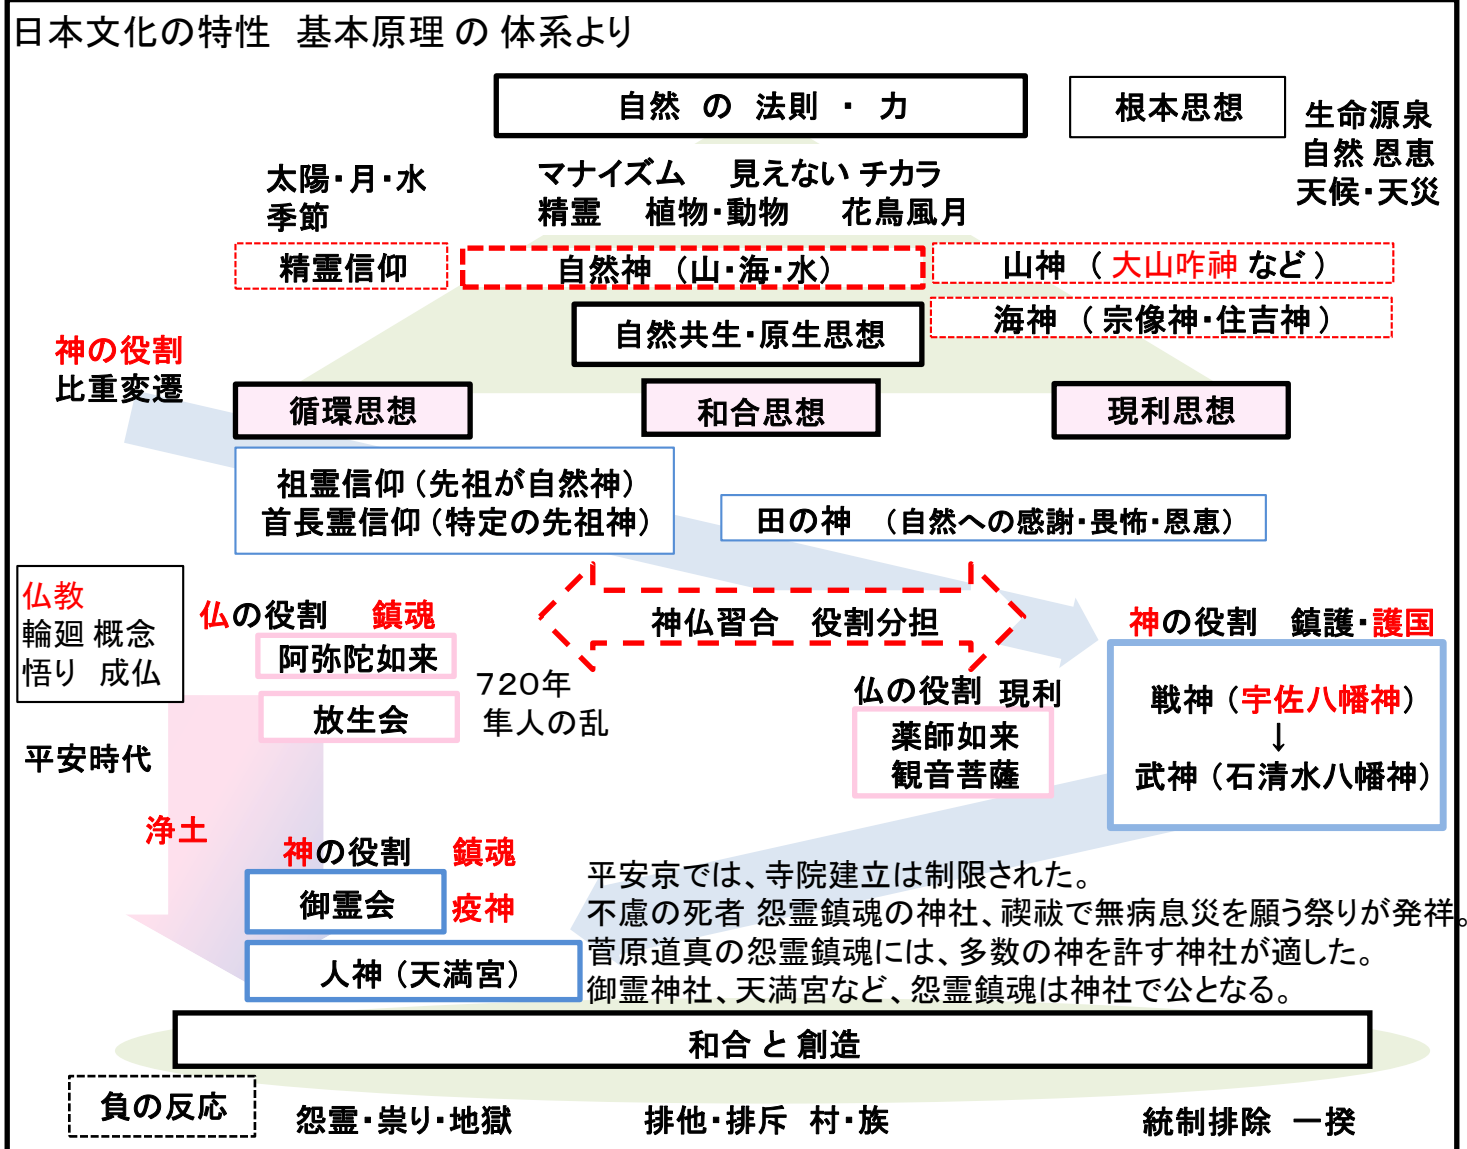 日本文化の特性　基本原理 の 体系より
自然　の　法則　・　力
根本思想
生命源泉
自然 恩恵
天候・天災
太陽・月・水
季節
マナイズム　見えない チカラ
精霊　植物・動物　花鳥風月
精霊信仰
自然神 （山・海・水）
山神 （ 大山咋神 など ）
海神 （ 宗像神・住吉神 ）
自然共生・原生思想
神の役割
比重変遷
循環思想
和合思想
現利思想
祖霊信仰（先祖が自然神）
首長霊信仰（特定の先祖神）
田の神 （自然への感謝・畏怖・恩恵）
仏教
輪廻 概念
悟り　成仏
仏の役割　鎮魂
阿弥陀如来
放生会
720年
隼人の乱
神仏習合　役割分担
仏の役割 現利
薬師如来
観音菩薩
神の役割　鎮護・護国
戦神（宇佐八幡神）
↓
武神（石清水八幡神）
平安時代
浄土
神の役割　鎮魂
御霊会
疫神
人神（天満宮）
平安京では、寺院建立は制限された。
不慮の死者 怨霊鎮魂の神社、禊祓で無病息災を願う祭りが発祥。
菅原道真の怨霊鎮魂には、多数の神を許す神社が適した。
御霊神社、天満宮など、怨霊鎮魂は神社で公となる。
和合 と 創造
負の反応
怨霊・祟り・地獄
排他・排斥　村・族
統制排除　一揆